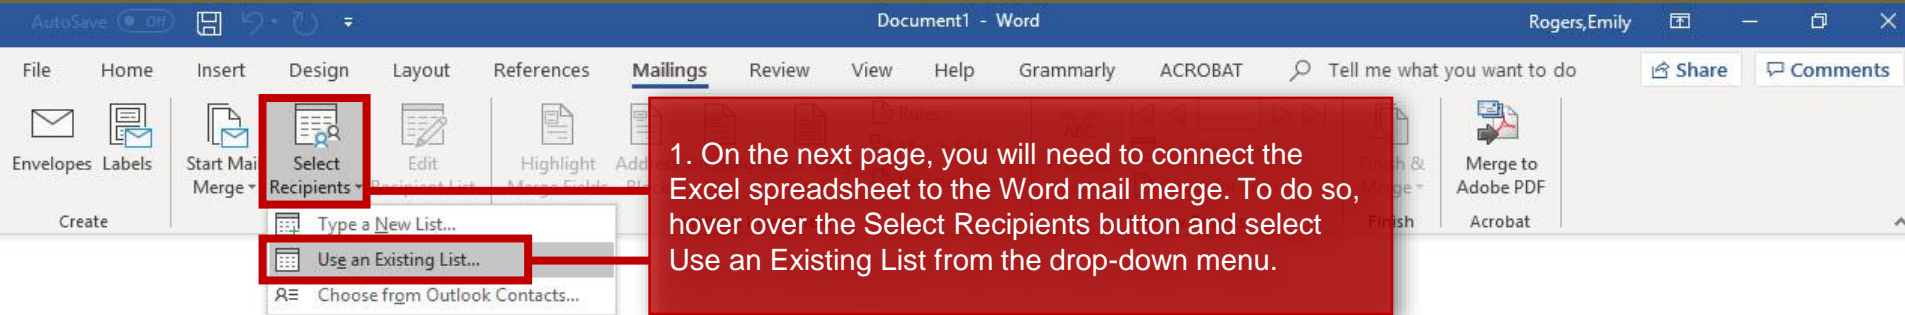 AutoSave Off Document1 - Word Rogers,Emily
File Home Insert Design Layout References Mailings Review View Help Grammarly ACROBAT Tell me what you want to do Share Comments
Envelopes Labels Start Mai Merge Select Recipients Edit Recipient List Highlight Merge Fields Finish & Merge Merge to Adobe PDF
Rules
ABC
Create Finish Acrobat
Type a New List...
Use an Existing List...
Choose from Outlook Contacts...
1. On the next page, you will need to connect the
Excel spreadsheet to the Word mail merge. To do so,
hover over the Select Recipients button and select
Use an Existing List from the drop-down menu.